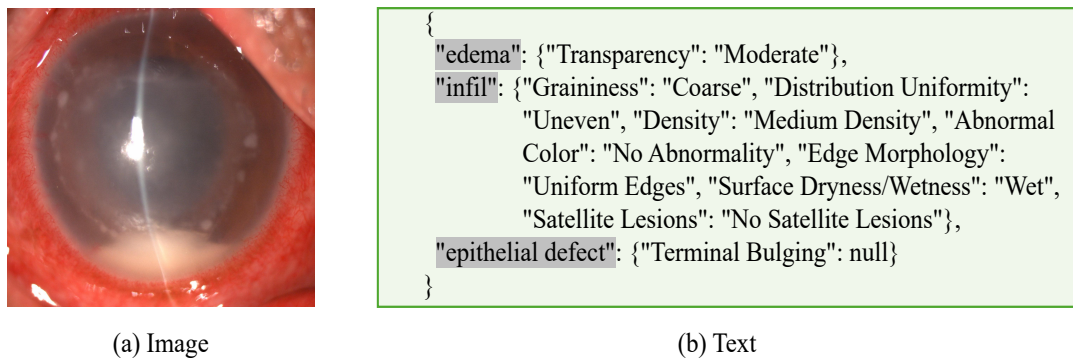 {
"edema": {"Transparency": "Moderate"},
"infil": {"Graininess": "Coarse", "Distribution Uniformity":
"Uneven", "Density": "Medium Density", "Abnormal
Color": "No Abnormality", "Edge Morphology":
"Uniform Edges", "Surface Dryness/Wetness": "Wet",
"Satellite Lesions": "No Satellite Lesions"},
"epithelial defect": {"Terminal Bulging": null}
}
(a) Image
(b) Text